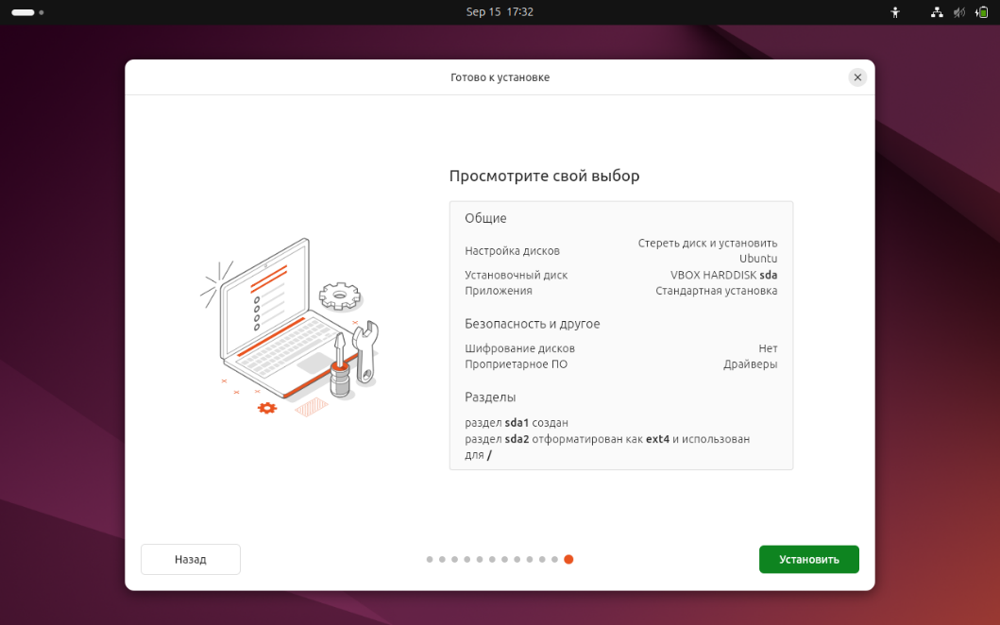 Sep 15 17:32
Готово к установке
Просмотрите свой выбор
Общие
Настройка дисков
Стереть диск и установить
Ubuntu
Установочный диск
VBOX HARDDISK sda
Приложения
Стандартная установка
Безопасность и другое
Шифрование дисков
Нет
Проприетарное ПО
Драйверы
Разделы
раздел sda1 создан
раздел sda2 отформатирован как ext4 и использован
для /
Назад
Установить